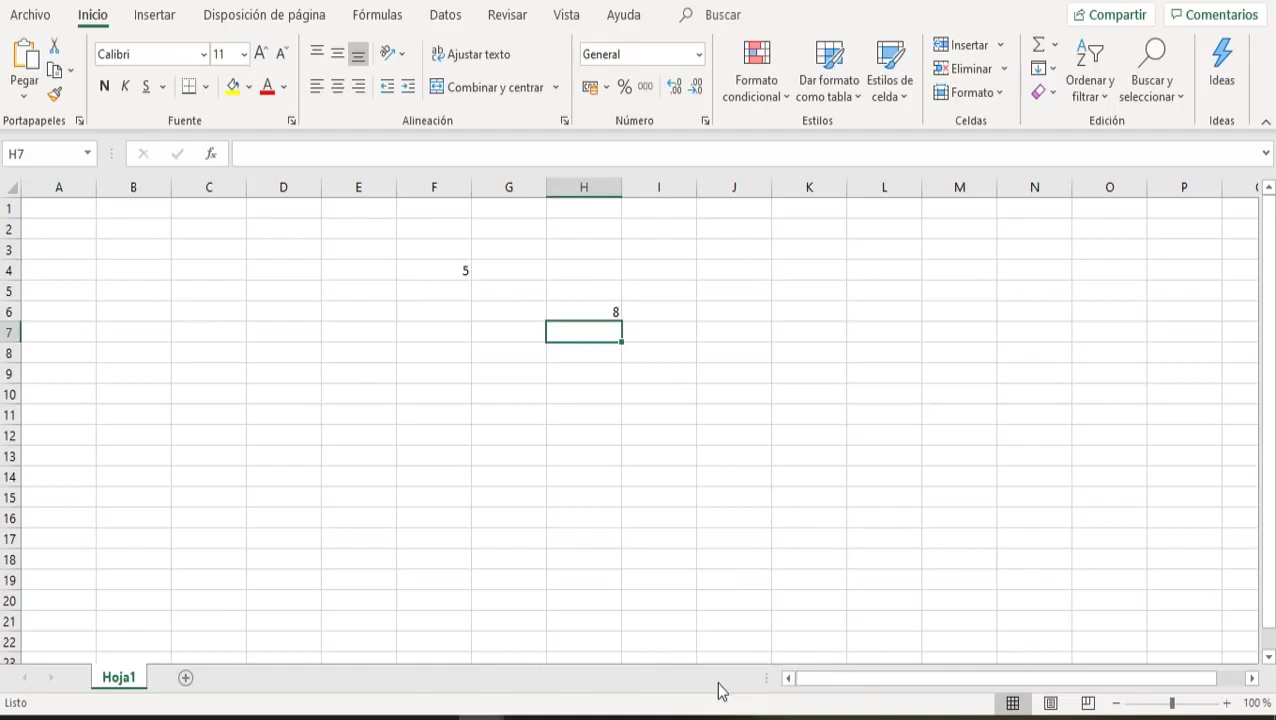 Archivo Inicio Insertar Disposición de página Fórmulas Datos Revisar Vista Ayuda Buscar Compartir Comentarios
Pegar
Calibri 11
N K S
A
Ajustar texto
Combinar y centrar
General
% 000
Formato condicional
Dar formato como tabla
Estilos de celda
Insertar
Eliminar
Formato
Ordenar y filtrar
Buscar y seleccionar
Ideas
Portapapeles Fuente Alineación Número Estilos Celdas Edición Ideas
H7 fx
A B C D E F G H I J K L M N O P
1
2
3
4 5
5
6 8
7
8
9
10
11
12
13
14
15
16
17
18
19
20
21
22
23
Hoja1
Listo 100 %